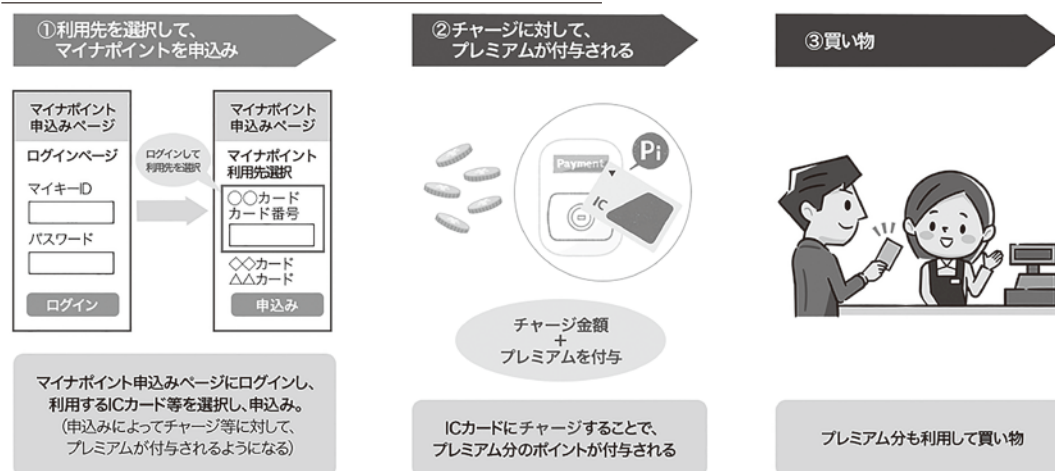 ①利用先を選択して、
マイナポイントを申込み
マイナポイント
申込みページ
ログインページ
マイキーID
パスワード
ログイン
ログインして
利用先を選択
マイナポイント
申込みページ
マイナポイント
利用先選択
○○カード
カード番号
◇◇カード
△△カード
申込み
マイナポイント申込みページにログインし、
利用するICカード等を選択し、申込み。
(申込みによってチャージ等に対して、
プレミアムが付与されるようになる)
②チャージに対して、
プレミアムが付与される
Payment
Pi
IC
チャージ金額
+
プレミアムを付与
ICカードにチャージすることで、
プレミアム分のポイントが付与される
③買い物
プレミアム分も利用して買い物